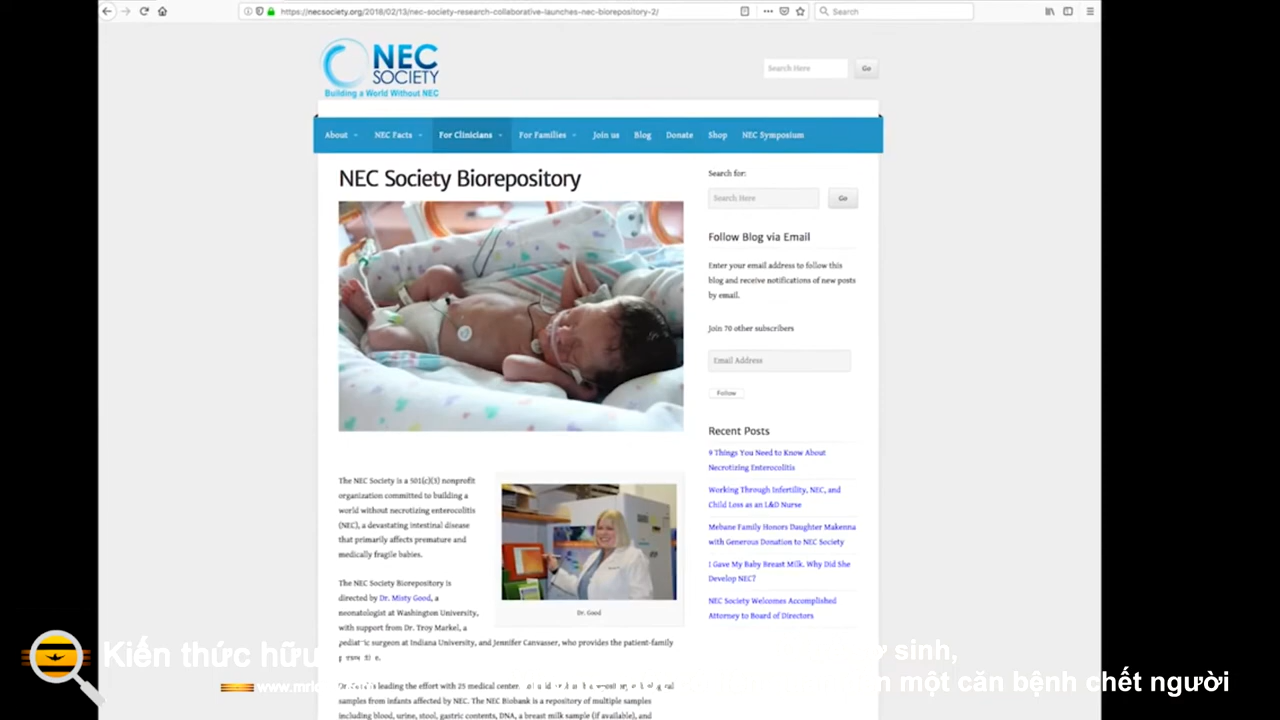 https://necsociety.org/2018/02/13/nec-society-research-collaborative-launches-nec-biorepository-2/
Search
NEC
SOCIETY
Building a World Without NEC
Search Here
Go
About
NEC Facts
For Clinicians
For Families
Join us
Blog
Donate
Shop
NEC Symposium
NEC Society Biorepository
The NEC Society is a 501(c)(3) nonprofit
organization committed to building a
world without necrotizing enterocolitis
(NEC), a devastating intestinal disease
that primarily affects premature and
medically fragile babies.
Dr. Good
The NEC Society Biorepository is
directed by Dr. Misty Good, a
neonatologist at Washington University,
with support from Dr. Troy Markel, a
pediatric surgeon at Indiana University, and Jennifer Canvasser, who provides the patient-family
leading the effort with 25 medical center
samples from infants affected by NEC. The NEC Biobank is a repository of multiple samples
including blood, urine, stool, gastric contents, DNA, a breast milk sample (if available), and
Search for:
Search Here
Go
Follow Blog via Email
Enter your email address to follow this
blog and receive notifications of new posts
by email.
Join 70 other subscribers
Email Address
Follow
Recent Posts
9 Things You Need to Know About
Necrotizing Enterocolitis
Working Through Infertility, NEC, and
Child Loss as an L&D Nurse
Mebane Family Honors Daughter Makenna
with Generous Donation to NEC Society
I Gave My Baby Breast Milk. Why Did She
Develop NEC?
NEC Society Welcomes Accomplished
Attorney to Board of Directors
Kiến thức hữu
sinh,
một căn bệnh chết người